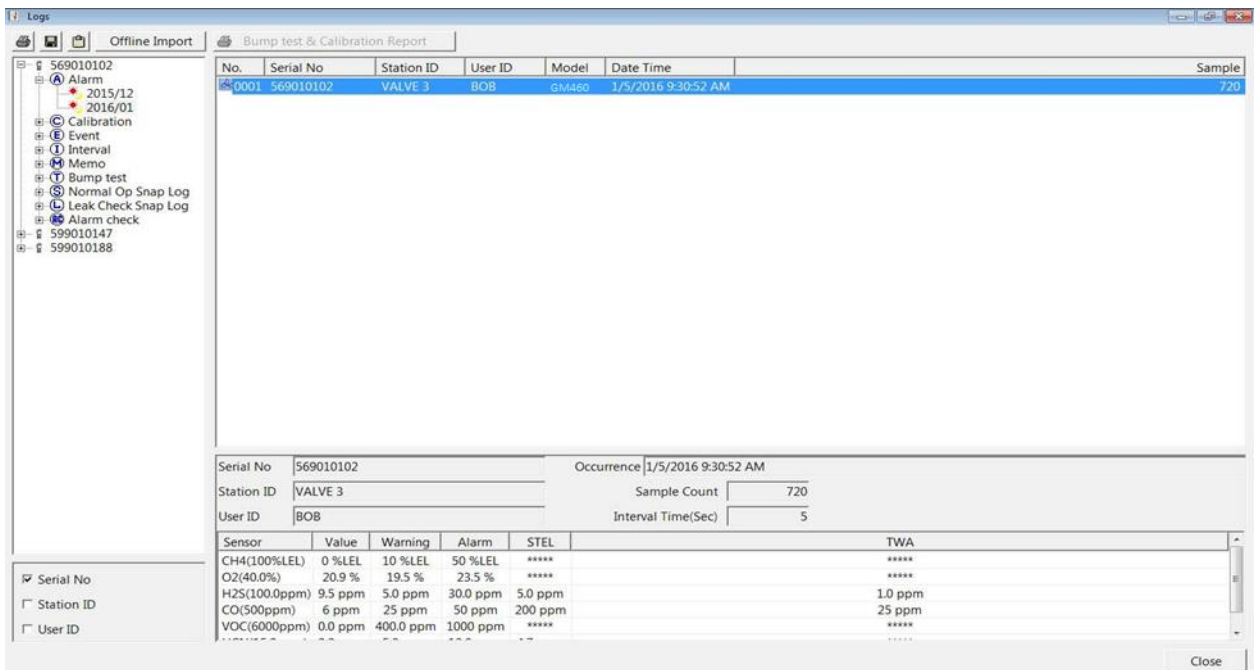 Logs
Offline Import Bump test & Calibration Report
569010102
A Alarm
2015/12
2016/01
C Calibration
E Event
I Interval
M Memo
T Bump test
S Normal Op Snap Log
L Leak Check Snap Log
AC Alarm check
599010147
599010188
Serial No
Station ID
User ID
No. Serial No Station ID User ID Model Date Time Sample
0001 569010102 VALVE 3 BOB GM460 1/5/2016 9:30:52 AM 720
Serial No 569010102 Occurrence 1/5/2016 9:30:52 AM
Station ID VALVE 3 Sample Count 720
User ID BOB Interval Time(Sec) 5
Sensor Value Warning Alarm STEL TWA
CH4(100%LEL) 0 %LEL 10 %LEL 50 %LEL ***** *****
O2(40.0%) 20.9 % 19.5 % 23.5 % ***** *****
H2S(100.0ppm) 9.5 ppm 5.0 ppm 30.0 ppm 5.0 ppm 1.0 ppm
CO(500ppm) 6 ppm 25 ppm 50 ppm 200 ppm 25 ppm
VOC(6000ppm) 0.0 ppm 400.0 ppm 1000 ppm ***** *****
Close